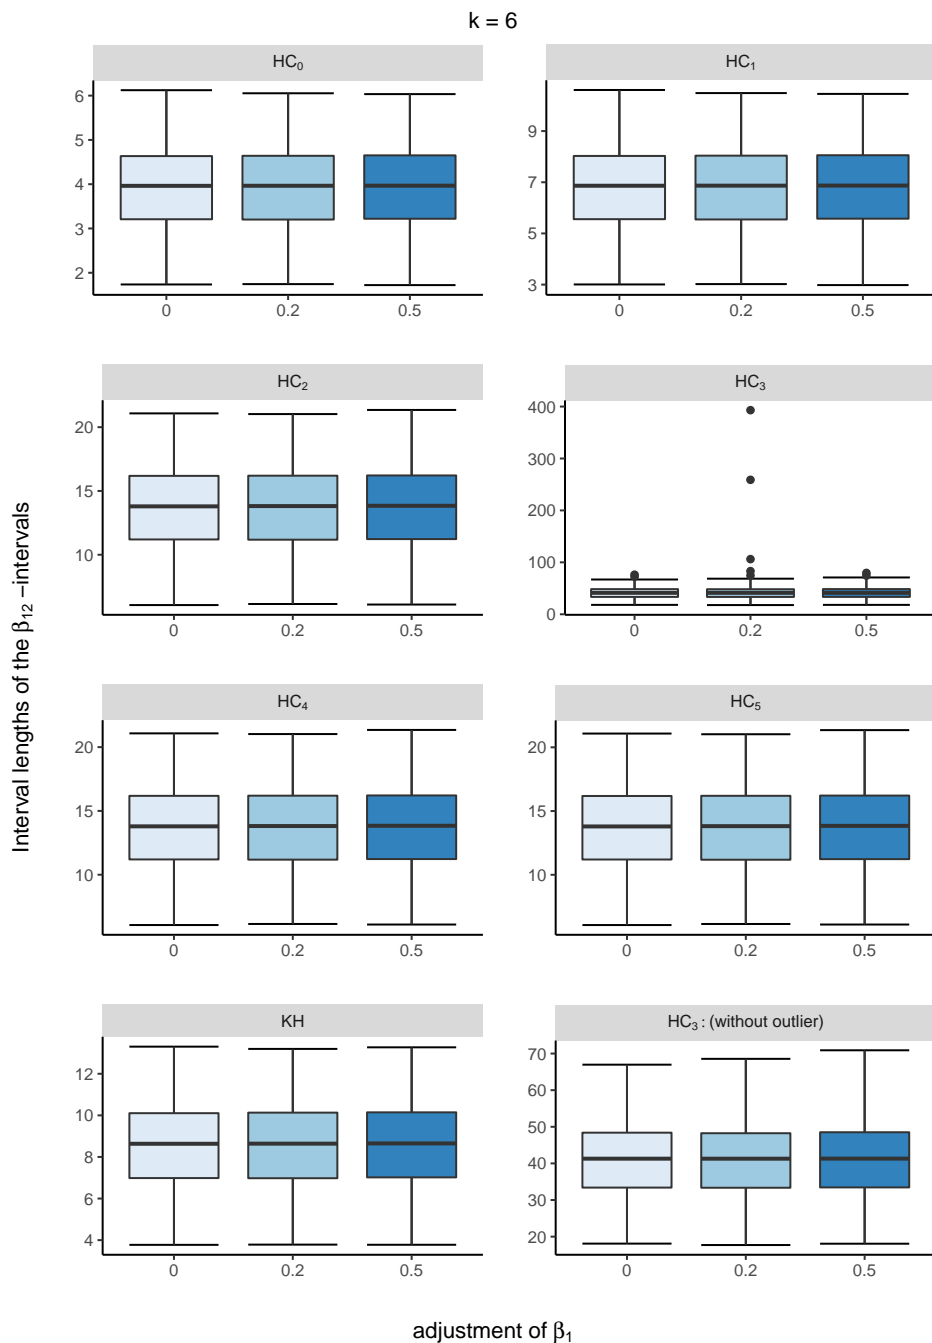 k = 6
Interval lengths of the β₁₂ −intervals
HC₀
6
5
4
3
2
0 0.2 0.5
HC₁
9
7
5
3
0 0.2 0.5
HC₂
20
15
10
0 0.2 0.5
HC₃
400
300
200
100
0
0 0.2 0.5
HC₄
20
15
10
0 0.2 0.5
HC₅
20
15
10
0 0.2 0.5
KH
12
10
8
6
4
0 0.2 0.5
HC₃ : (without outlier)
70
60
50
40
30
20
0 0.2 0.5
adjustment of β₁